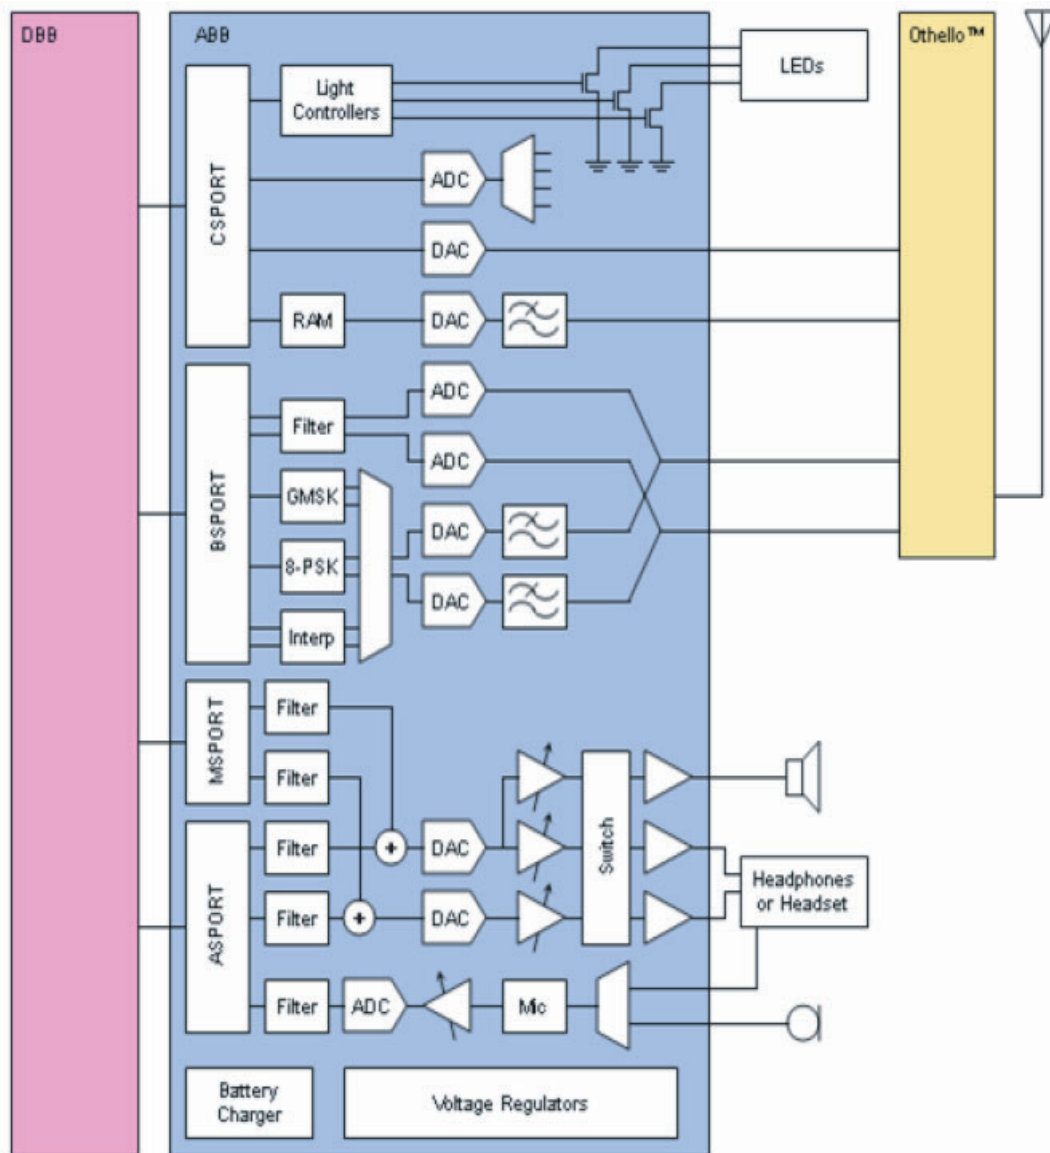 DBB
ABB
Othello™
LEDs
Light
Controllers
CSPORT
ADC
DAC
RAM
DAC
BSPORT
ADC
Filter
ADC
GMSK
DAC
8-PSK
DAC
Interp
MSPORT
Filter
Filter
ASPORT
Filter
+
DAC
Switch
Filter
+
DAC
Headphones
or Headset
Filter
ADC
Mic
Battery
Charger
Voltage Regulators